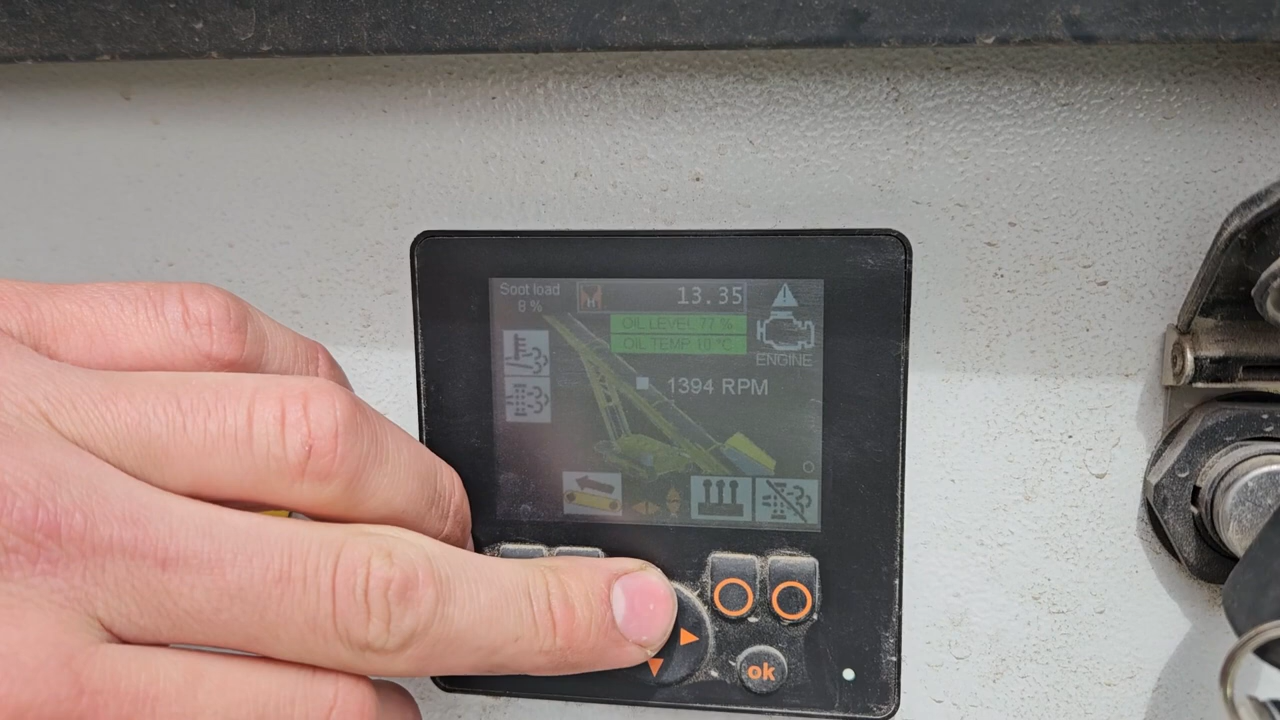 Soot load
8 %
13.35
OIL LEVEL 77 %
OIL TEMP 10 °C
ENGINE
1394 RPM
ok